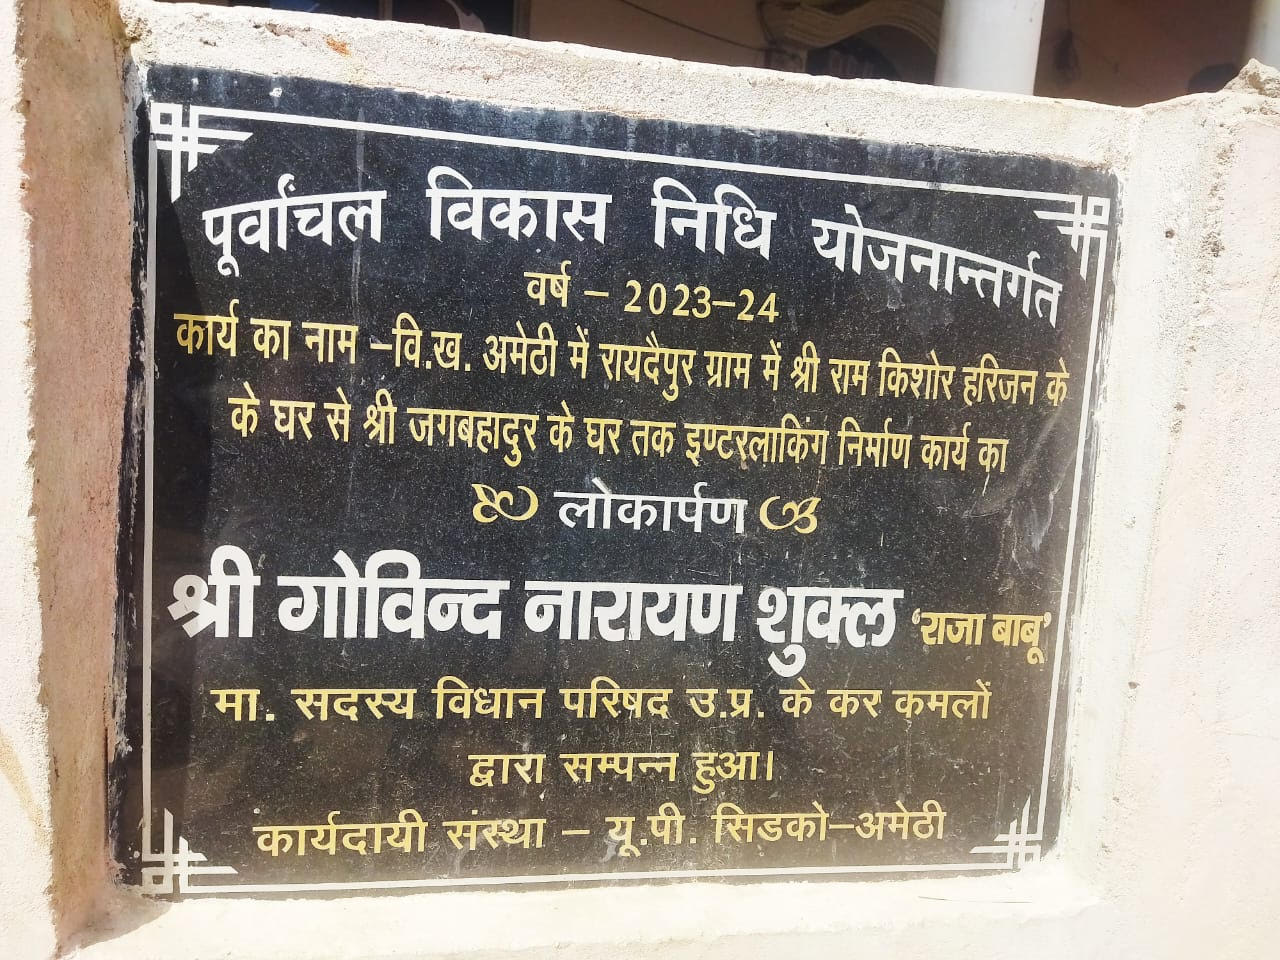 पूर्वांचल विकास निधि योजनान्तर्गत
वर्ष – 2023–24
कार्य का नाम –वि.ख. अमेठी में रायदैपुर ग्राम में श्री राम किशोर हरिजन के
के घर से श्री जगबहादुर के घर तक इण्टरलाकिंग निर्माण कार्य का
लोकार्पण
श्री गोविन्द नारायण शुक्ल ‘राजा बाबू’
मा. सदस्य विधान परिषद उ.प्र. के कर कमलों
द्वारा सम्पन्न हुआ।
कार्यदायी संस्था – यू.पी. सिडको–अमेठी